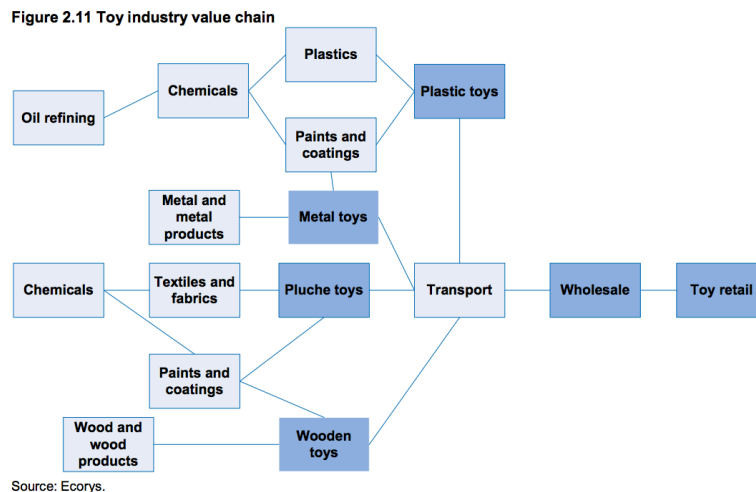 Figure 2.11 Toy industry value chain
Plastics
Chemicals
Plastic toys
Oil refining
Paints and
coatings
Metal and
metal
products
Metal toys
Chemicals
Textiles and
fabrics
Pluche toys
Transport
Wholesale
Toy retail
Paints and
coatings
Wood and
wood
products
Wooden
toys
Source: Ecorys.